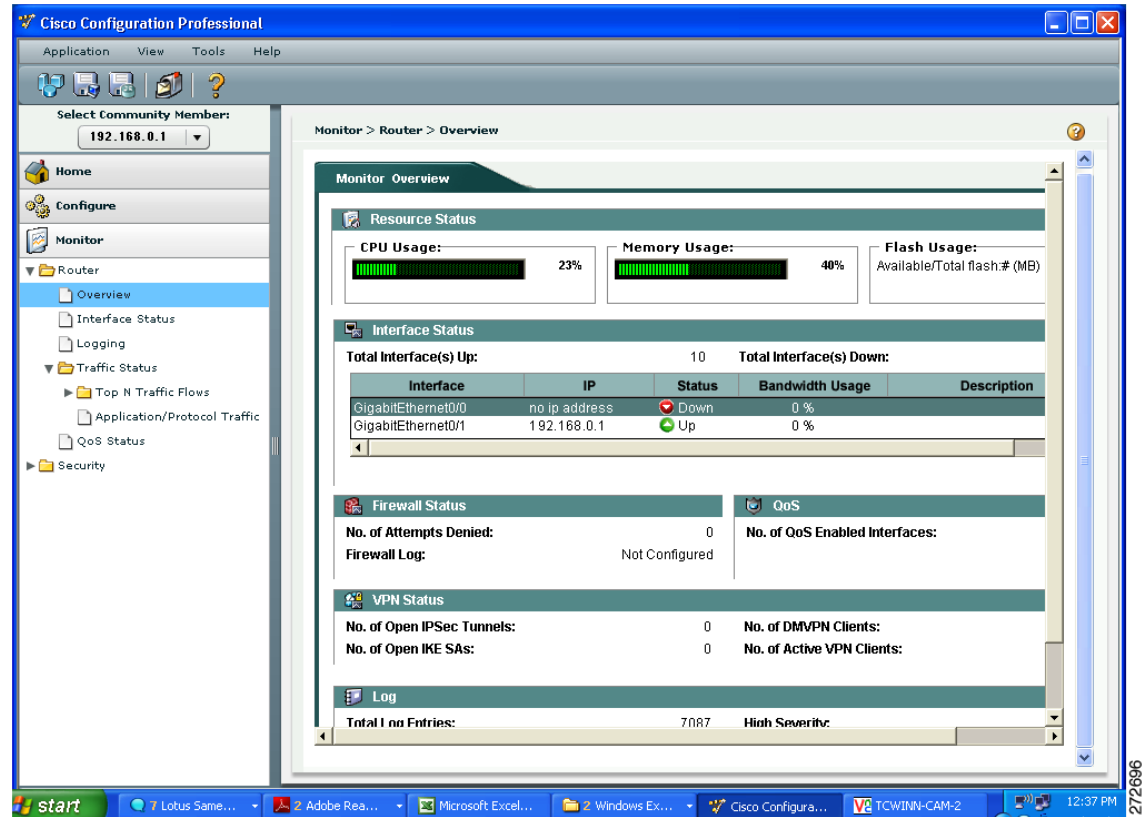 Cisco Configuration Professional
Application View Tools Help
Select Community Member:
192.168.0.1
Home
Configure
Monitor
Router
Overview
Interface Status
Logging
Traffic Status
Top N Traffic Flows
Application/Protocol Traffic
QoS Status
Security
Monitor > Router > Overview
Monitor Overview
Resource Status
CPU Usage: Memory Usage: Flash Usage:
23% 40% Available/Total flash:# (MB)
Interface Status
Total Interface(s) Up: 10 Total Interface(s) Down:
Interface IP Status Bandwidth Usage Description
GigabitEthernet0/0 no ip address Down 0 %
GigabitEthernet0/1 192.168.0.1 Up 0 %
Firewall Status QoS
No. of Attempts Denied: 0 No. of QoS Enabled Interfaces:
Firewall Log: Not Configured
VPN Status
No. of Open IPSec Tunnels: 0 No. of DMVPN Clients:
No. of Open IKE SAs: 0 No. of Active VPN Clients:
Log
Total Log Entries: 7087 High Severity:
start 7 Lotus Same... 2 Adobe Rea... Microsoft Excel... 2 Windows Ex... Cisco Configura... TCWINN-CAM-2 12:37 PM
272696